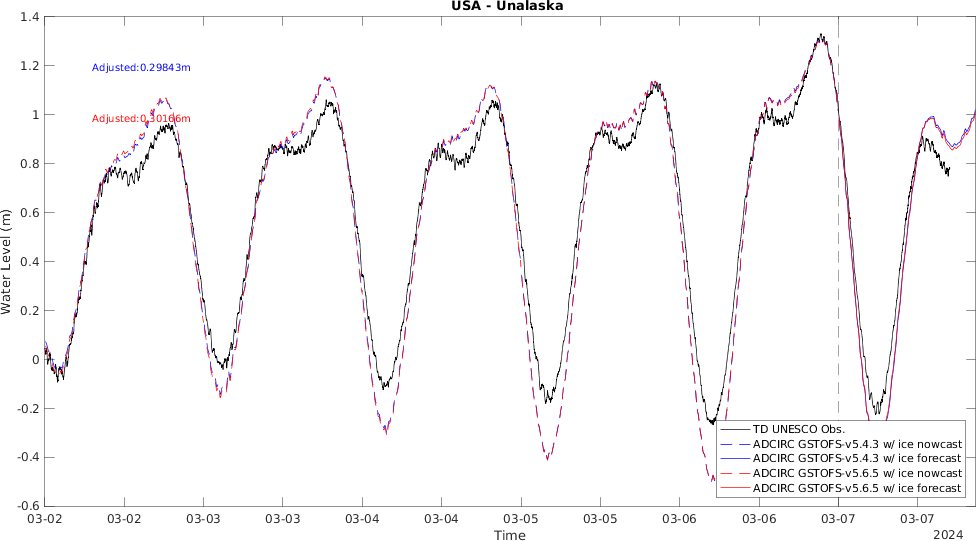 USA - Unalaska
1.4
1.2
1
0.8
0.6
0.4
0.2
0
-0.2
-0.4
-0.6
Water Level (m)
Adjusted:0.29843m
Adjusted:0.30166m
TD UNESCO Obs.
ADCIRC GSTOFS-v5.4.3 w/ ice nowcast
ADCIRC GSTOFS-v5.4.3 w/ ice forecast
ADCIRC GSTOFS-v5.6.5 w/ ice nowcast
ADCIRC GSTOFS-v5.6.5 w/ ice forecast
03-02 03-02 03-03 03-03 03-04 03-04 03-05 03-05 03-06 03-06 03-07 03-07
Time
2024